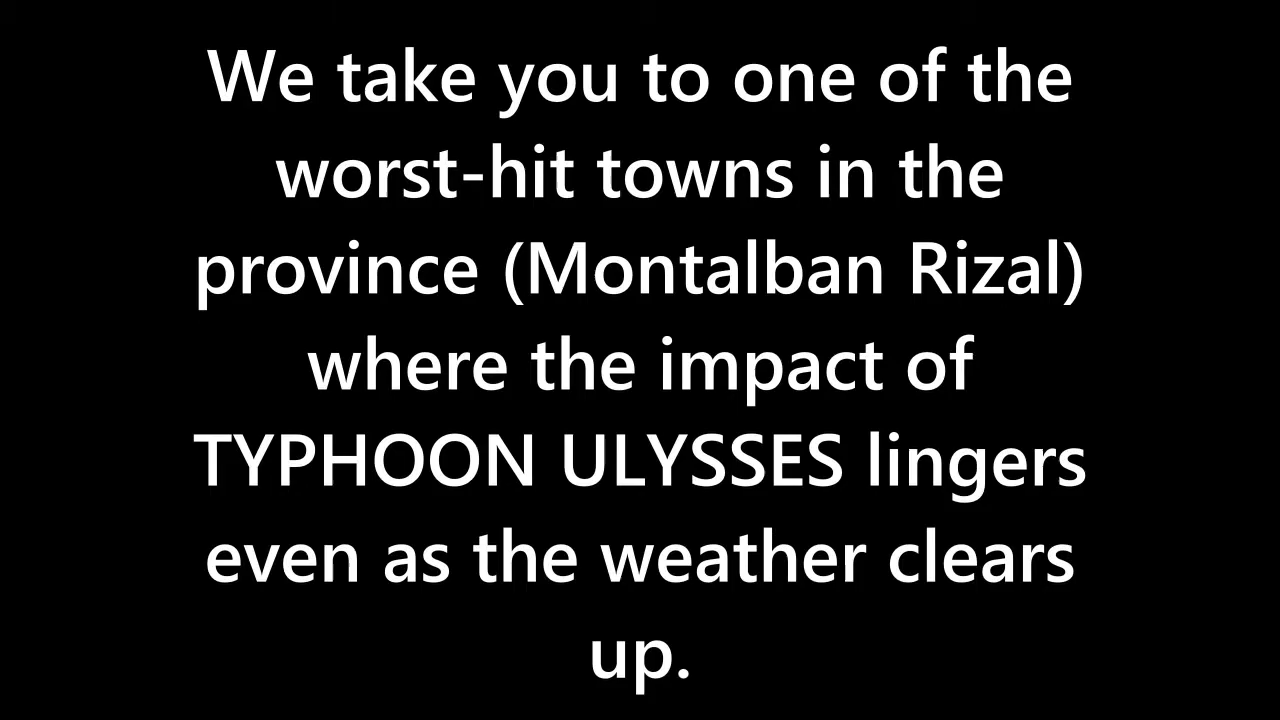 We take you to one of the
worst-hit towns in the
province (Montalban Rizal)
where the impact of
TYPHOON ULYSSES lingers
even as the weather clears
up.